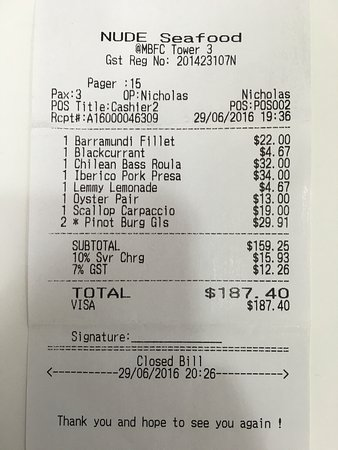 NUDE Seafood
@MBFC Tower 3
Gst Reg No: 201423107N
Pager :15
Pax:3 OP:Nicholas Nicholas
POS Title:Cashier2 POS:POS002
Rcpt#:A16000046309 29/06/2016 19:36
1 Barramundi Fillet $22.00
1 Blackcurrant $4.67
1 Chilean Bass Roula $32.00
1 Iberico Pork Presa $34.00
1 Lemmy Lemonade $4.67
1 Oyster Pair $13.00
1 Scallop Carpaccio $19.00
2 * Pinot Burg Gls $29.91
SUBTOTAL $159.25
10% Svr Chrg $15.93
7% GST $12.26
TOTAL $187.40
VISA $187.40
Signature:_______________
Closed Bill
<------------29/06/2016 20:26------------>
Thank you and hope to see you again !